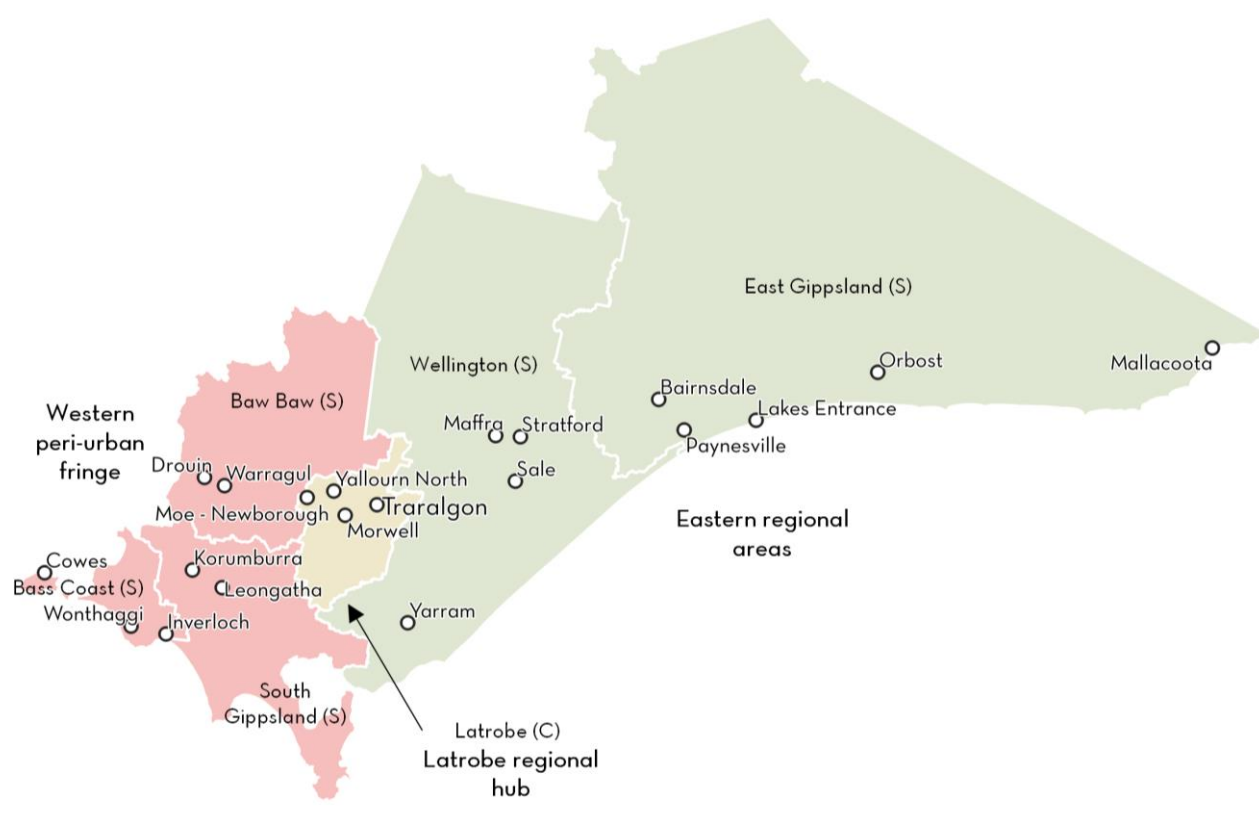 East Gippsland (S)
Mallacoota
Orbost
Wellington (S)
Bairnsdale
Baw Baw (S)
Lakes Entrance
Western
peri-urban
fringe
Maffra
Stratford
Paynesville
Drouin
Warragul
Sale
Yallourn North
Moe - Newborough
Traralgon
Morwell
Eastern regional
areas
Cowes
Korumburra
Bass Coast (S)
Leongatha
Wonthaggi
Inverloch
Yarram
South
Gippsland (S)
Latrobe (C)
Latrobe regional
hub